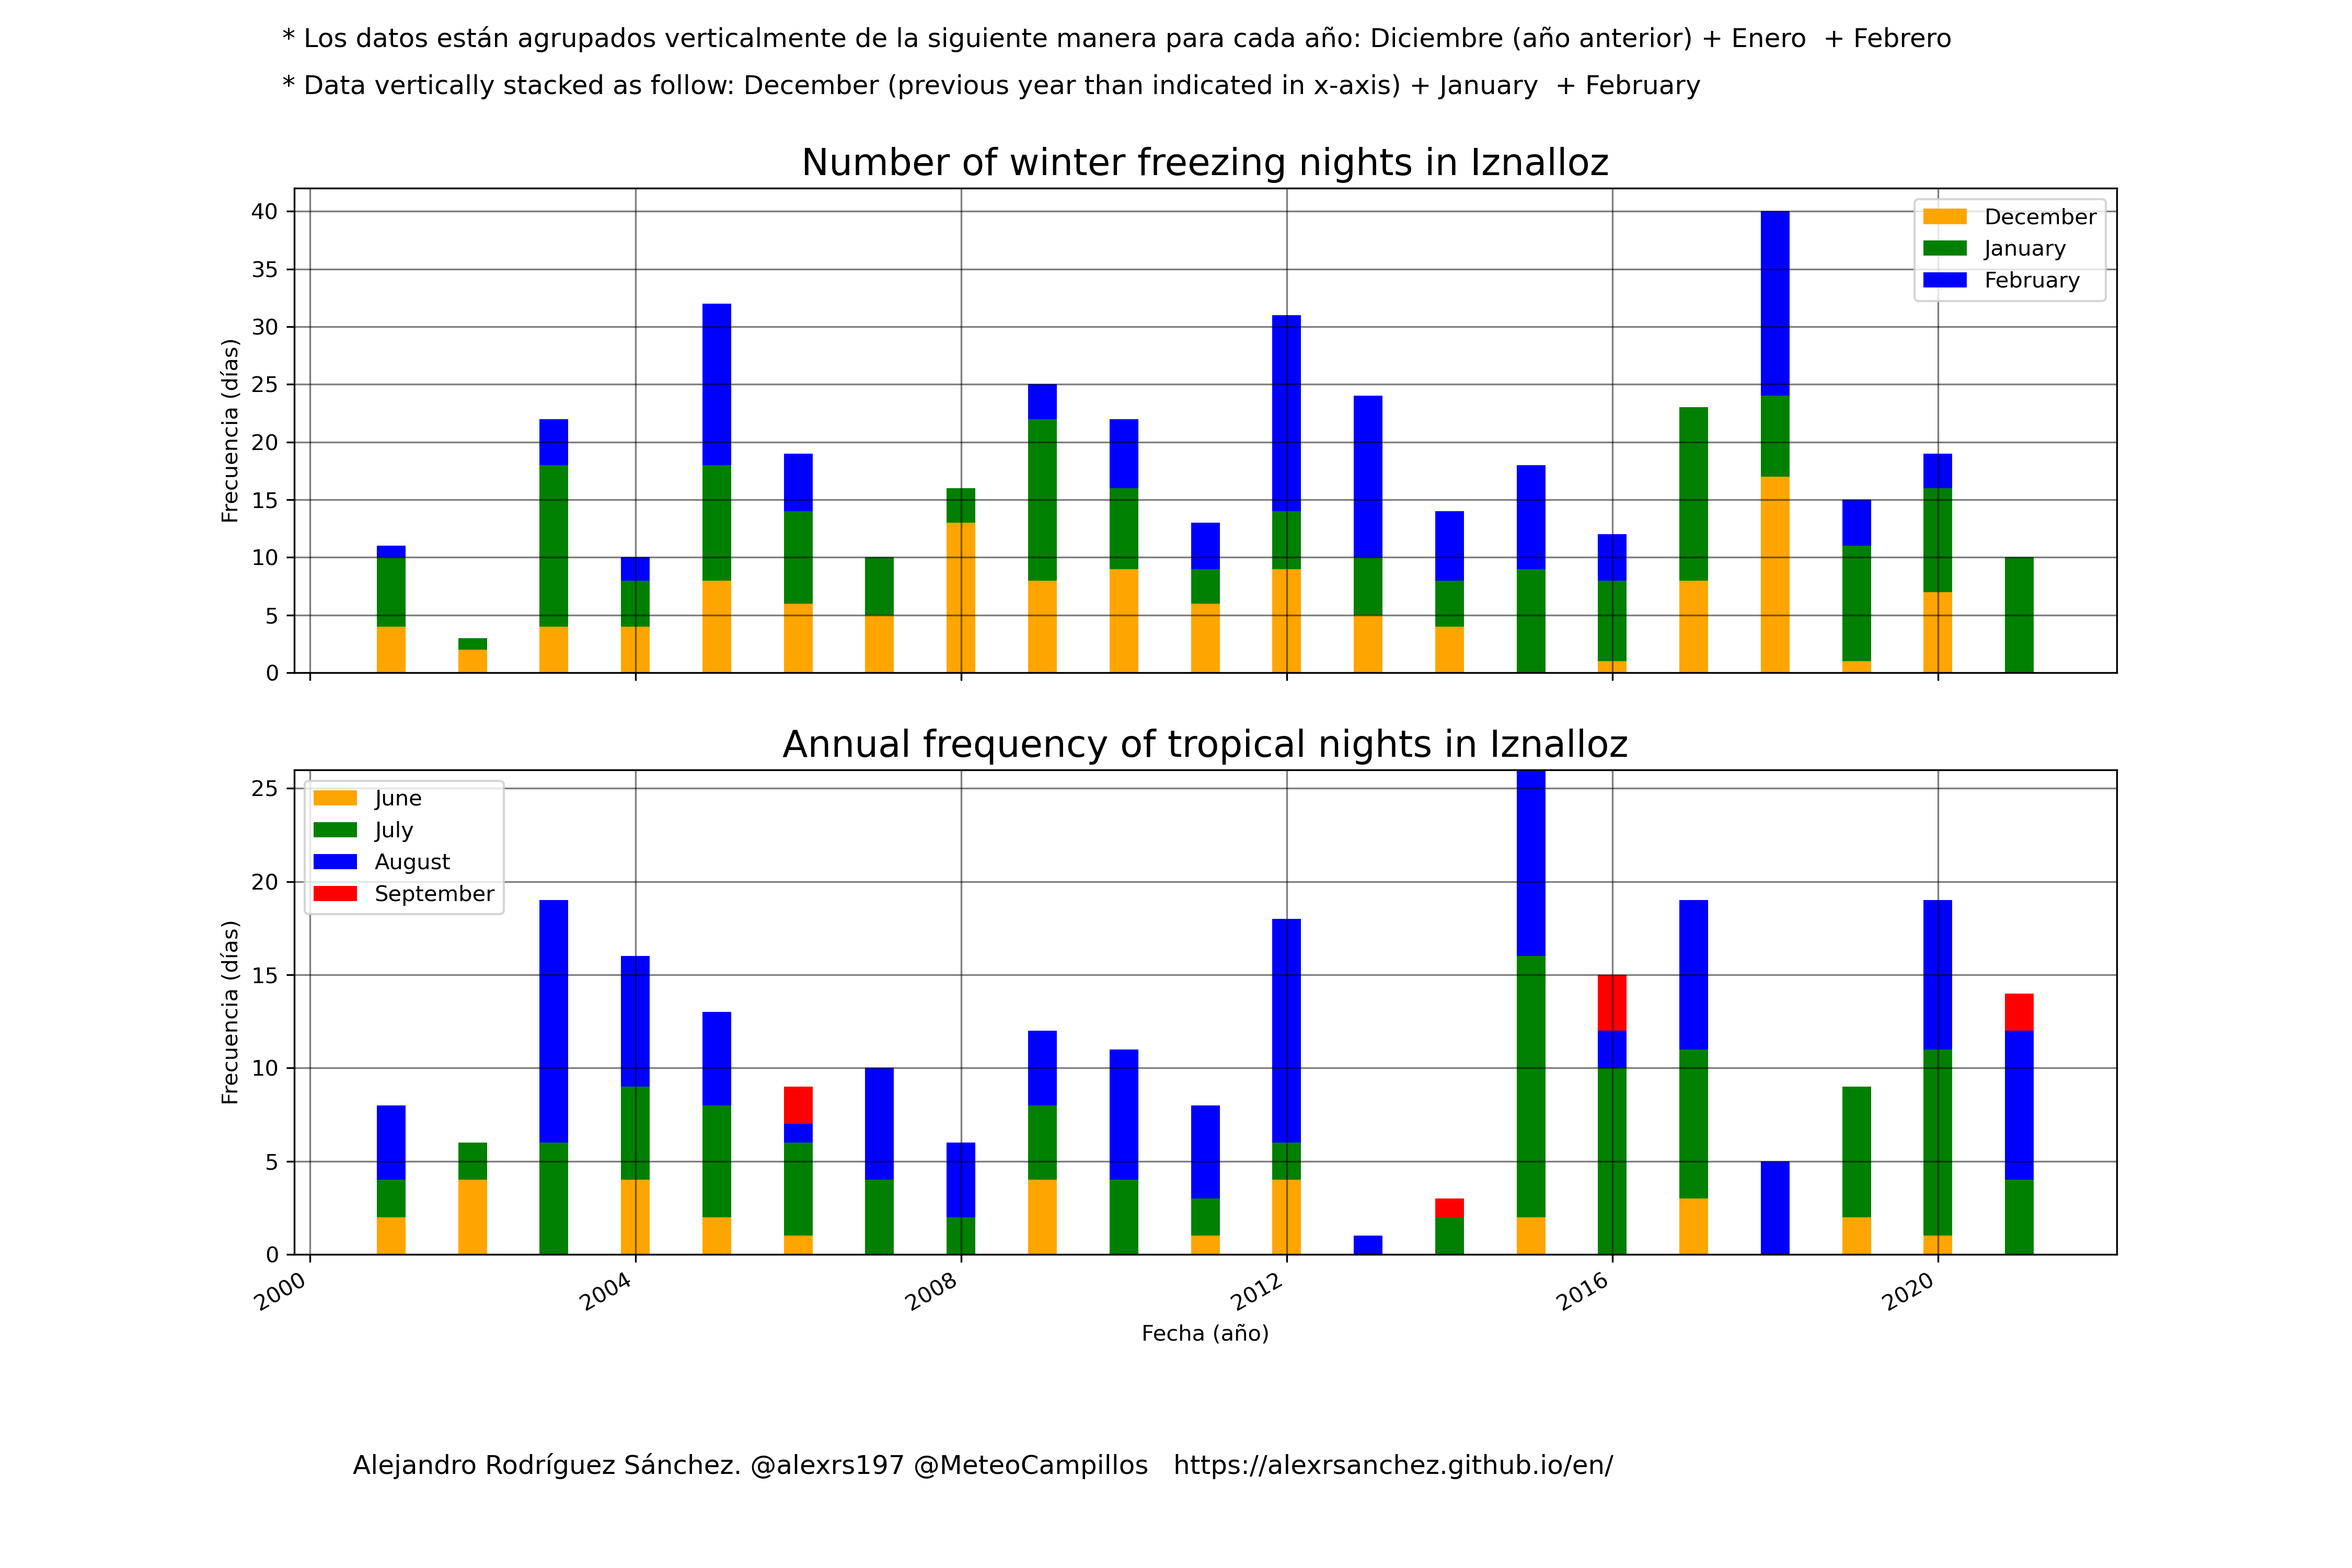 * Los datos están agrupados verticalmente de la siguiente manera para cada año: Diciembre (año anterior) + Enero  + Febrero
* Data vertically stacked as follow: December (previous year than indicated in x-axis) + January  + February
Number of winter freezing nights in Iznalloz
Frecuencia (días)
40
35
30
25
20
15
10
5
0
December
January
February
Annual frequency of tropical nights in Iznalloz
Frecuencia (días)
25
20
15
10
5
0
June
July
August
September
2000
2004
2008
2012
2016
2020
Fecha (año)
Alejandro Rodríguez Sánchez. @alexrs197 @MeteoCampillos   https://alexrsanchez.github.io/en/